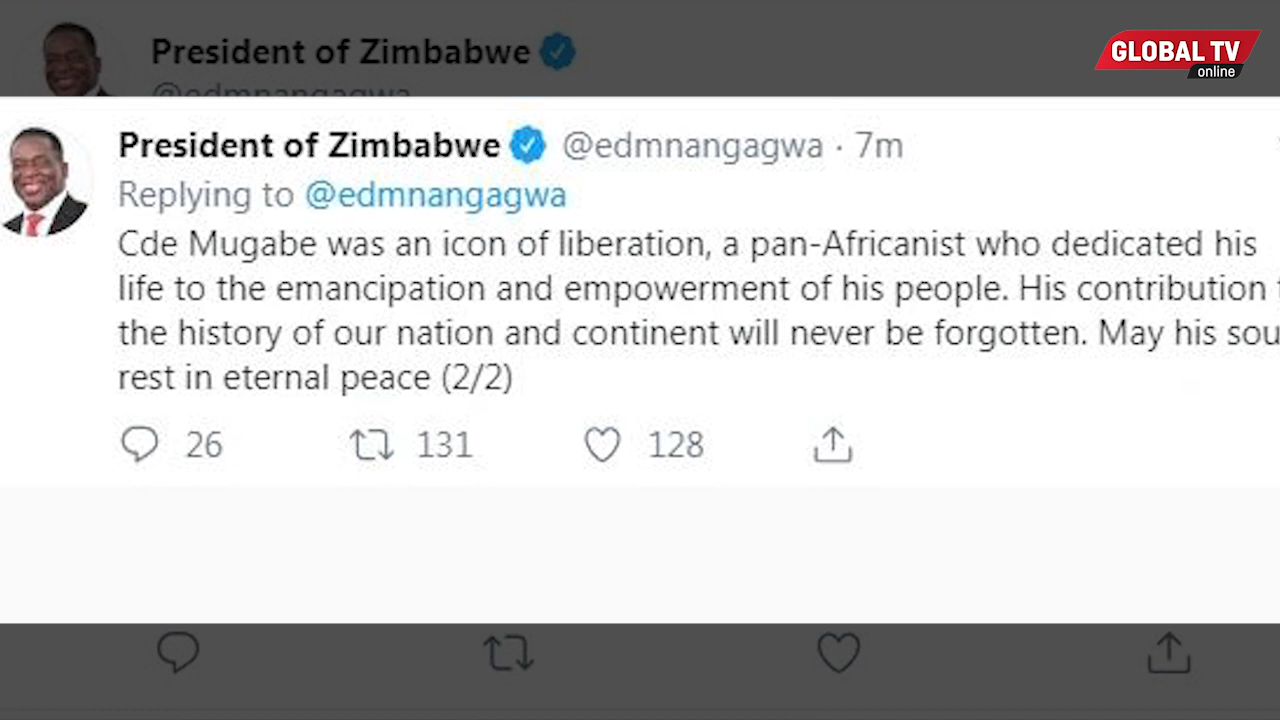 President of Zimbabwe
@edmnangagwa
GLOBAL TV
online
President of Zimbabwe @edmnangagwa · 7m
Replying to @edmnangagwa
Cde Mugabe was an icon of liberation, a pan-Africanist who dedicated his
life to the emancipation and empowerment of his people. His contribution
the history of our nation and continent will never be forgotten. May his sou
rest in eternal peace (2/2)
26 131 128